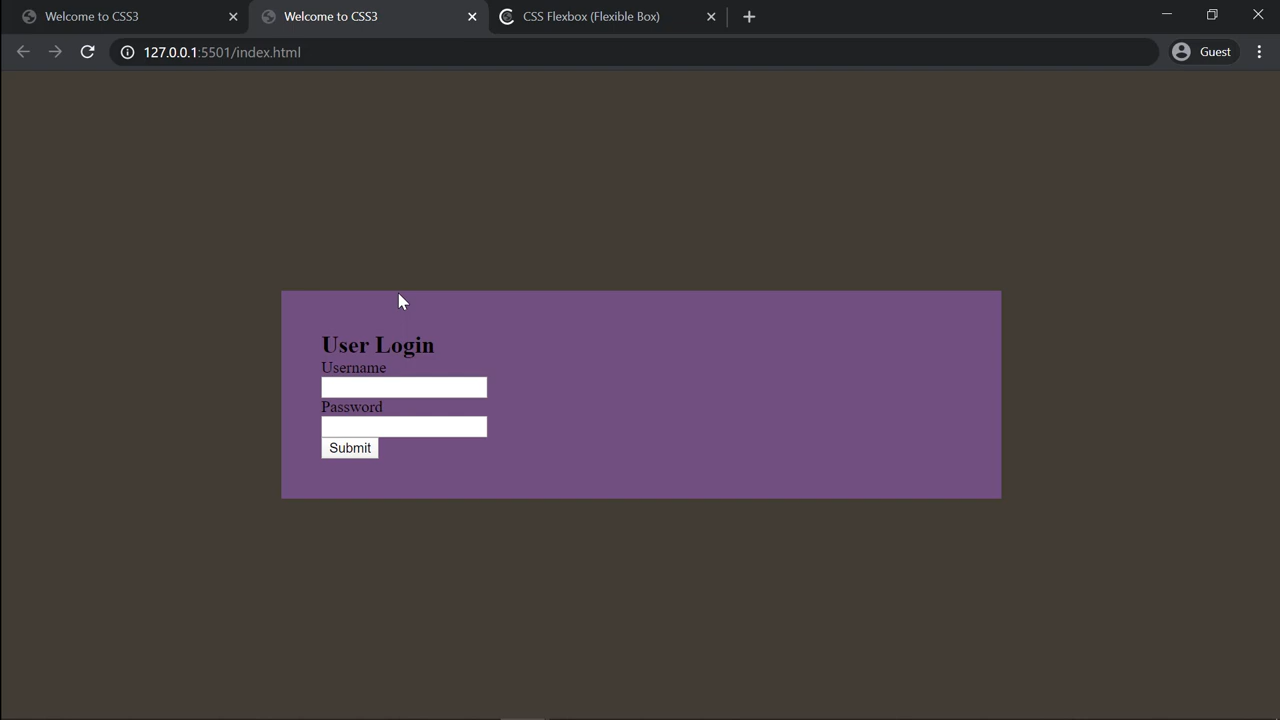 Welcome to CSS3
Welcome to CSS3
CSS Flexbox (Flexible Box)
127.0.0.1:5501/index.html
Guest
User Login
Username
Password
Submit